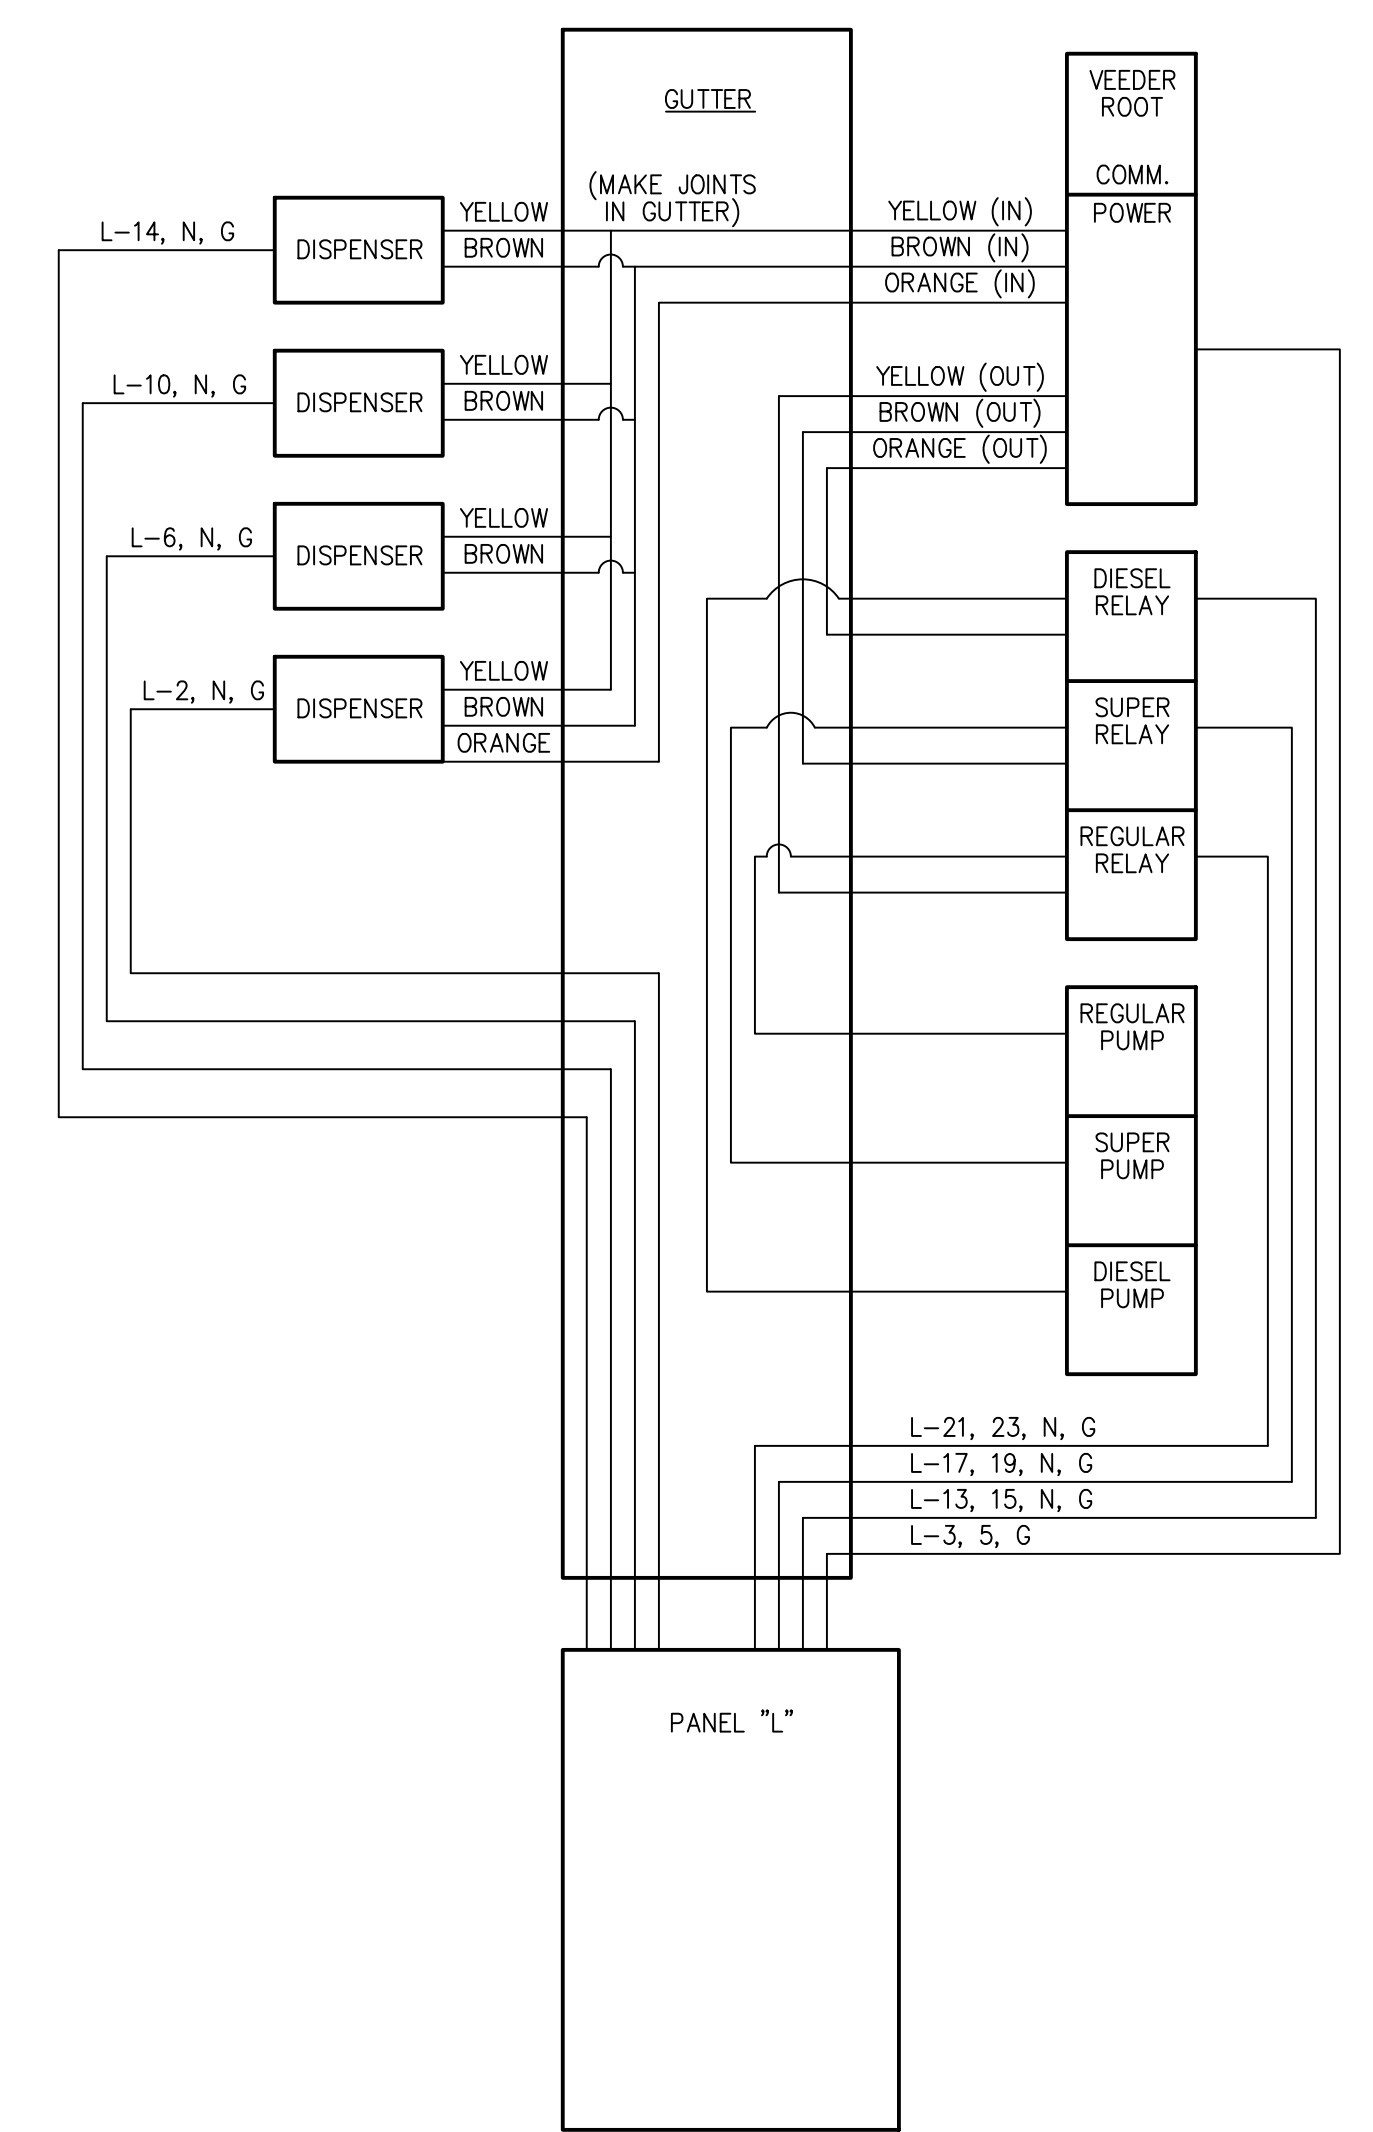 GUTTER
(MAKE JOINTS
IN GUTTER)
VEEDER
ROOT
COMM.
POWER
L-14, N, G
DISPENSER
YELLOW
BROWN
YELLOW (IN)
BROWN (IN)
ORANGE (IN)
L-10, N, G
DISPENSER
YELLOW
BROWN
YELLOW (OUT)
BROWN (OUT)
ORANGE (OUT)
L-6, N, G
DISPENSER
YELLOW
BROWN
L-2, N, G
DISPENSER
YELLOW
BROWN
ORANGE
DIESEL
RELAY
SUPER
RELAY
REGULAR
RELAY
REGULAR
PUMP
SUPER
PUMP
DIESEL
PUMP
L-21, 23, N, G
L-17, 19, N, G
L-13, 15, N, G
L-3, 5, G
PANEL "L"